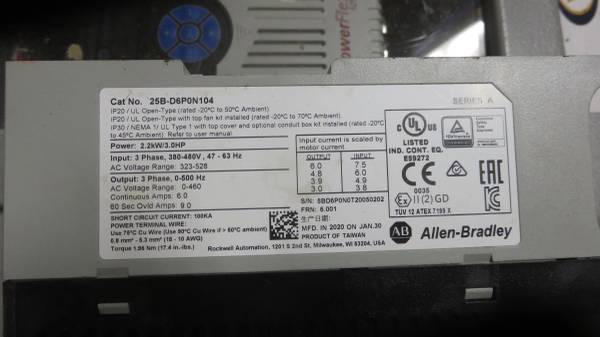 PowerFlex
Cat No. 25B-D6P0N104
SERIES A
IP20 / UL Open-Type (rated -20°C to 50°C Ambient)
IP20 / UL Open-Type with top fan kit installed (rated -20°C to 70°C Ambient)
IP30 / NEMA 1/ UL Type 1 with top cover and optional conduit box kit installed (rated -20°C
to 45°C Ambient). Refer to user manual.
Power: 2.2kW/3.0HP
Input: 3 Phase, 380-480V, 47 - 63 Hz
AC Voltage Range: 323-528
Output: 3 Phase, 0-500 Hz
AC Voltage Range: 0-460
Continuous Amps: 6.0
60 Sec Ovld Amps: 9.0
SHORT CIRCUIT CURRENT: 100KA
POWER TERMINAL WIRE:
Use 75°C Cu Wire (Use 90°C Cu Wire if > 60°C ambient)
0.8 mm² - 5.3 mm² (18 - 10 AWG)
Torque 1.96 Nm (17.4 in.-lbs.)
Input current is scaled by
motor current
OUTPUT INPUT
6.0 7.5
4.8 6.0
3.9 4.9
3.0 3.8
S/N: 5BD6P0N0T20050202
FRN: 6.001
MFD. IN 2020 ON JAN.30
PRODUCT OF TAIWAN
Rockwell Automation, 1201 S 2nd St, Milwaukee, WI 53204, USA
C UL US
LISTED
IND. CONT. EQ.
E59272
CE
0035
EAC
Ex II (2) GD
TUV 12 ATEX 7199 X
AB Allen-Bradley